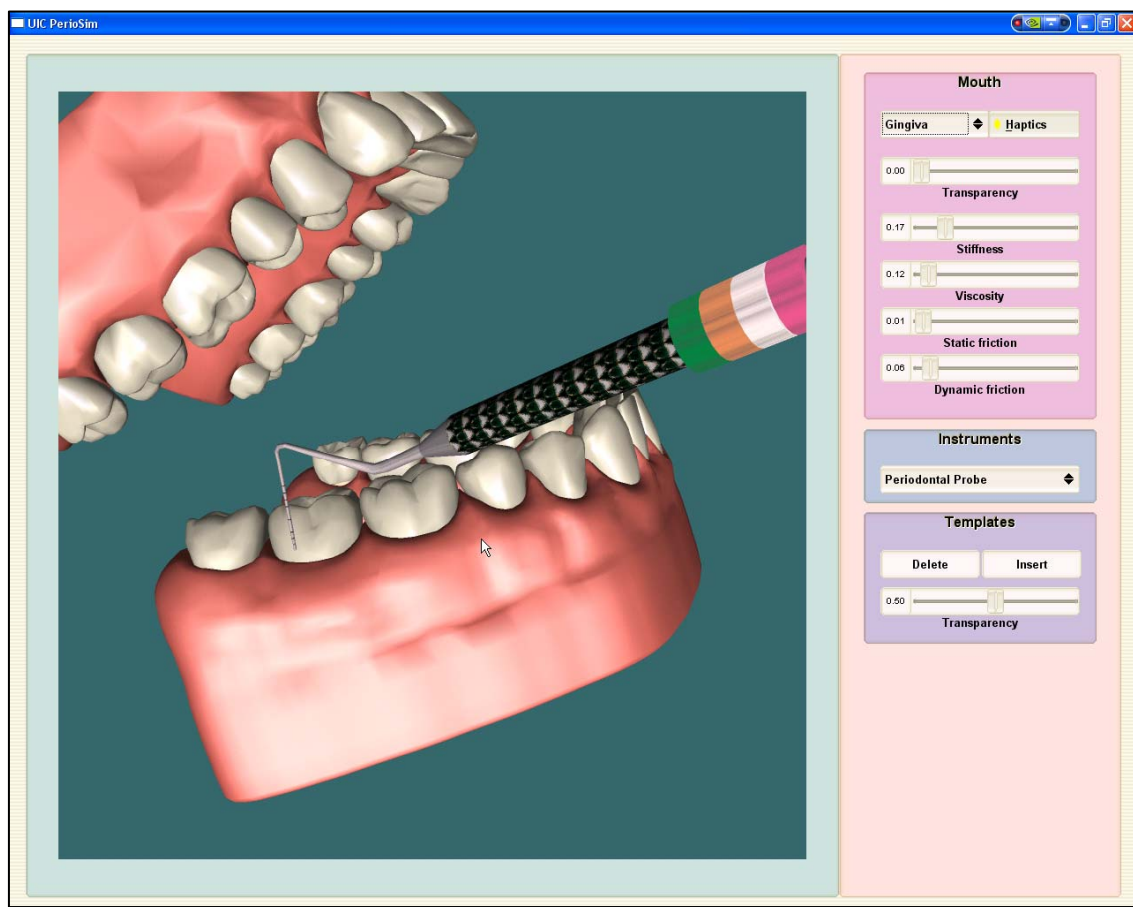 UIC PerioSim
Mouth
Gingiva Haptics
0.00
Transparency
0.17
Stiffness
0.12
Viscosity
0.01
Static friction
0.06
Dynamic friction
Instruments
Periodontal Probe
Templates
Delete Insert
0.50
Transparency